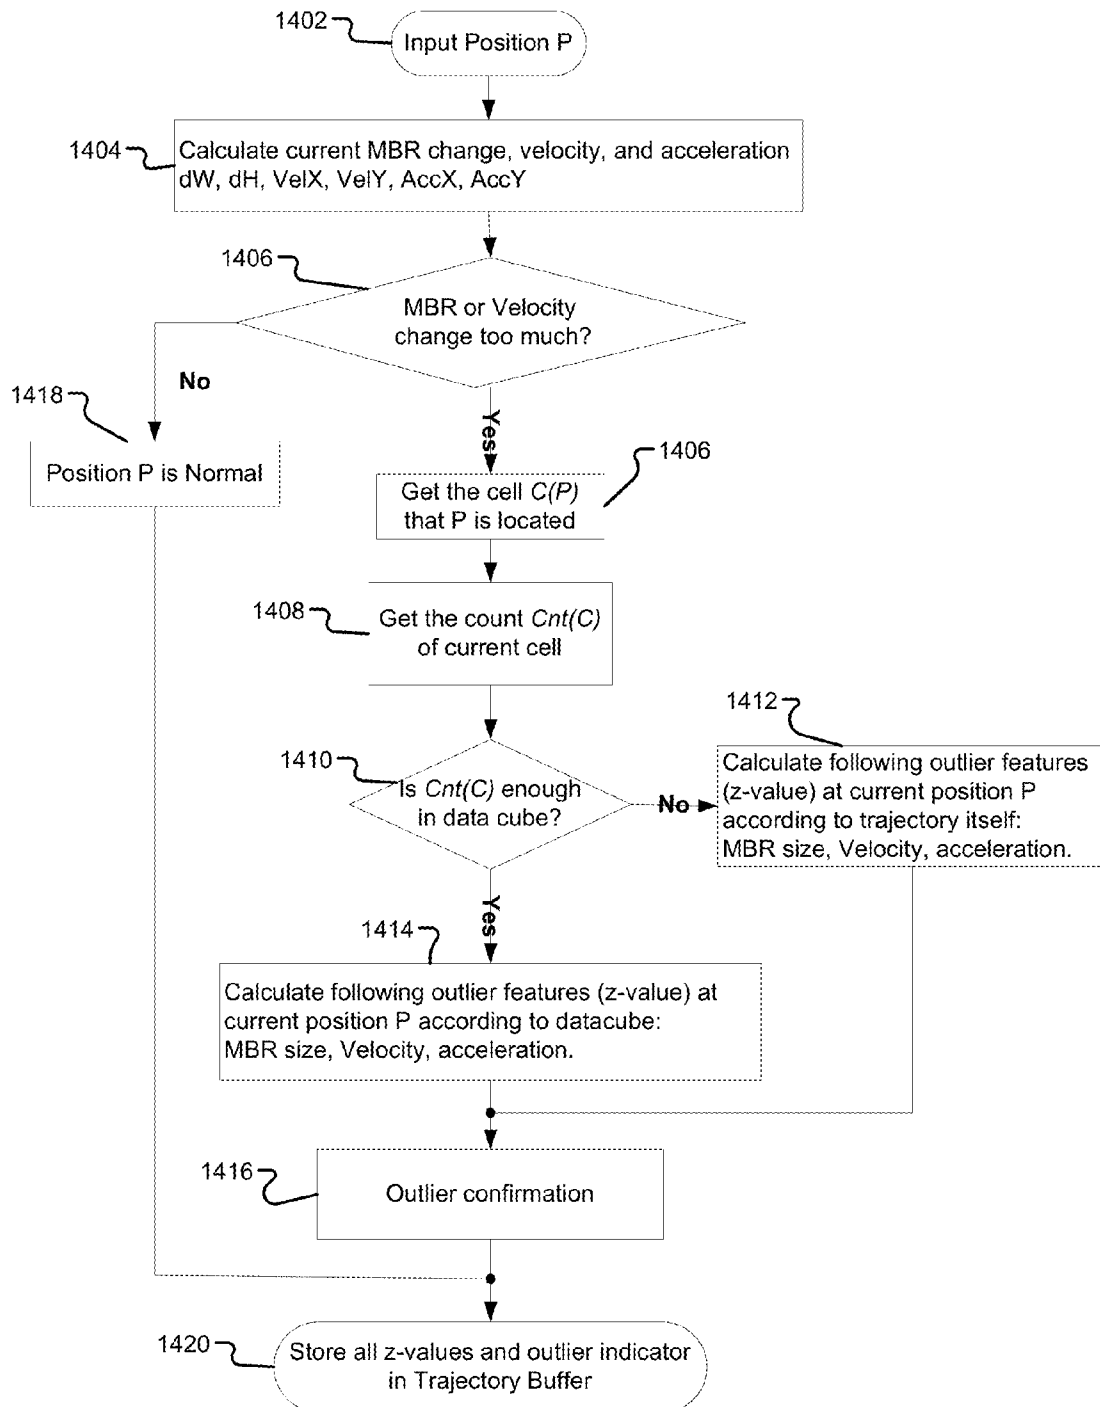 1402
Input Position P
1404
Calculate current MBR change, velocity, and acceleration
dW, dH, VelX, VelY, AccX, AccY
1406
MBR or Velocity
change too much?
No
1418
Position P is Normal
Yes
1406
Get the cell C(P)
that P is located
1408
Get the count Cnt(C)
of current cell
1410
Is Cnt(C) enough
in data cube?
No
1412
Calculate following outlier features
(z-value) at current position P
according to trajectory itself:
MBR size, Velocity, acceleration.
Yes
1414
Calculate following outlier features (z-value) at
current position P according to datacube:
MBR size, Velocity, acceleration.
1416
Outlier confirmation
1420
Store all z-values and outlier indicator
in Trajectory Buffer